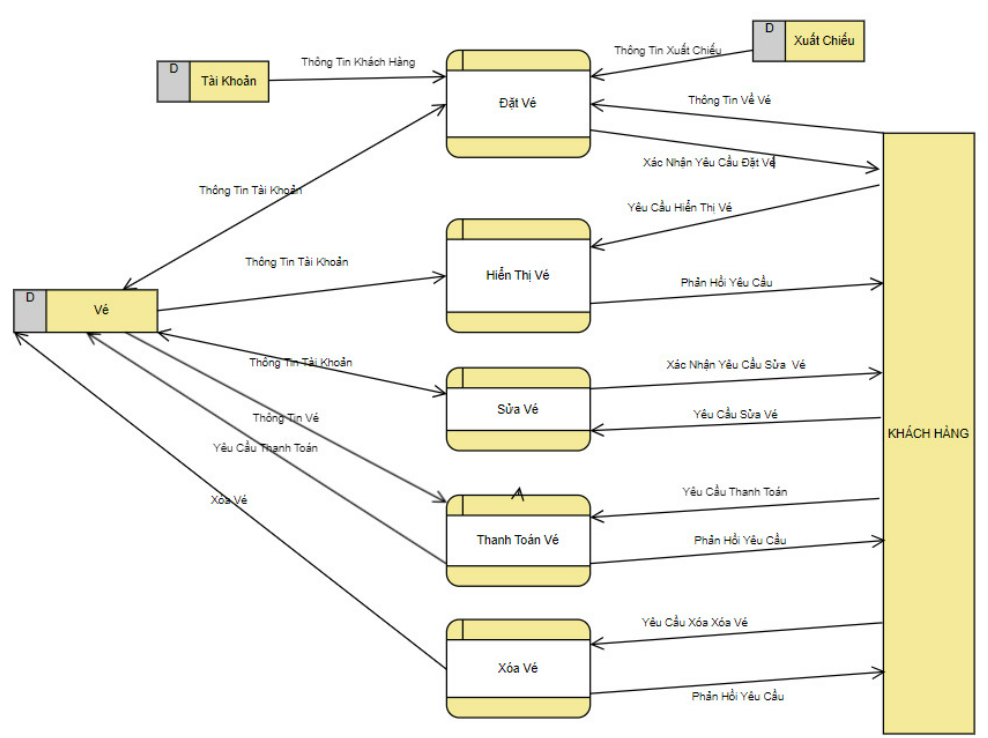 D
Xuất Chiếu
Thông Tin Xuất Chiếu
Thông Tin Khách Hàng
D
Tài Khoản
Đặt Vé
Thông Tin Về Vé
Xác Nhận Yêu Cầu Đặt Vé
Thông Tin Tài Khoản
Yêu Cầu Hiển Thị Vé
Thông Tin Tài Khoản
Hiển Thị Vé
Phản Hồi Yêu Cầu
D
Vé
Thông Tin Tài Khoản
Xác Nhận Yêu Cầu Sửa Vé
Sửa Vé
Yêu Cầu Sửa Vé
Thông Tin Vé
KHÁCH HÀNG
Yêu Cầu Thanh Toán
Yêu Cầu Thanh Toán
Xóa Vé
Thanh Toán Vé
Phản Hồi Yêu Cầu
Yêu Cầu Xóa Xóa Vé
Xóa Vé
Phản Hồi Yêu Cầu